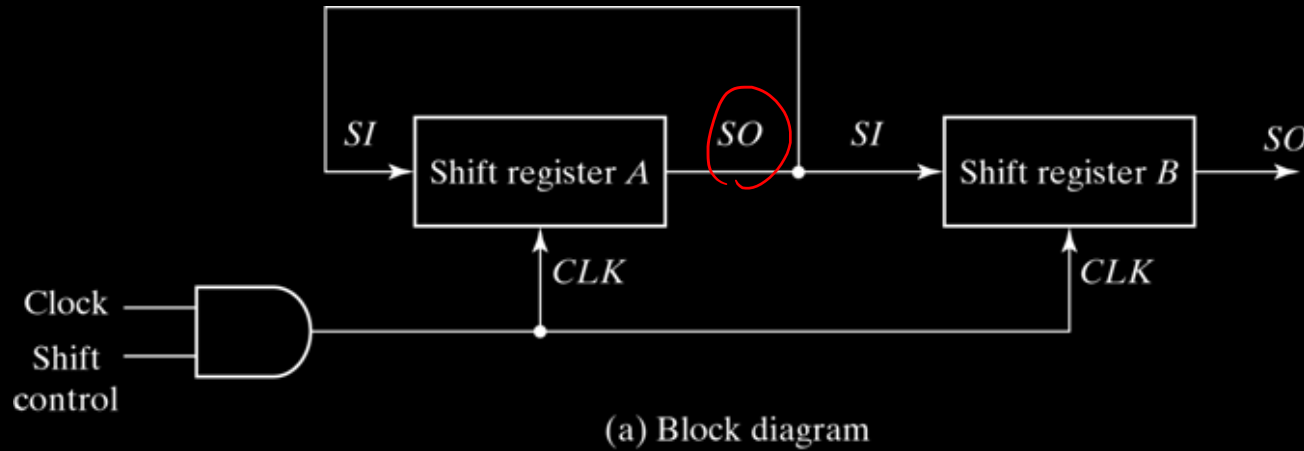 SI
Shift register A
SO
SI
Shift register B
SO
CLK
CLK
Clock
Shift
control
(a) Block diagram